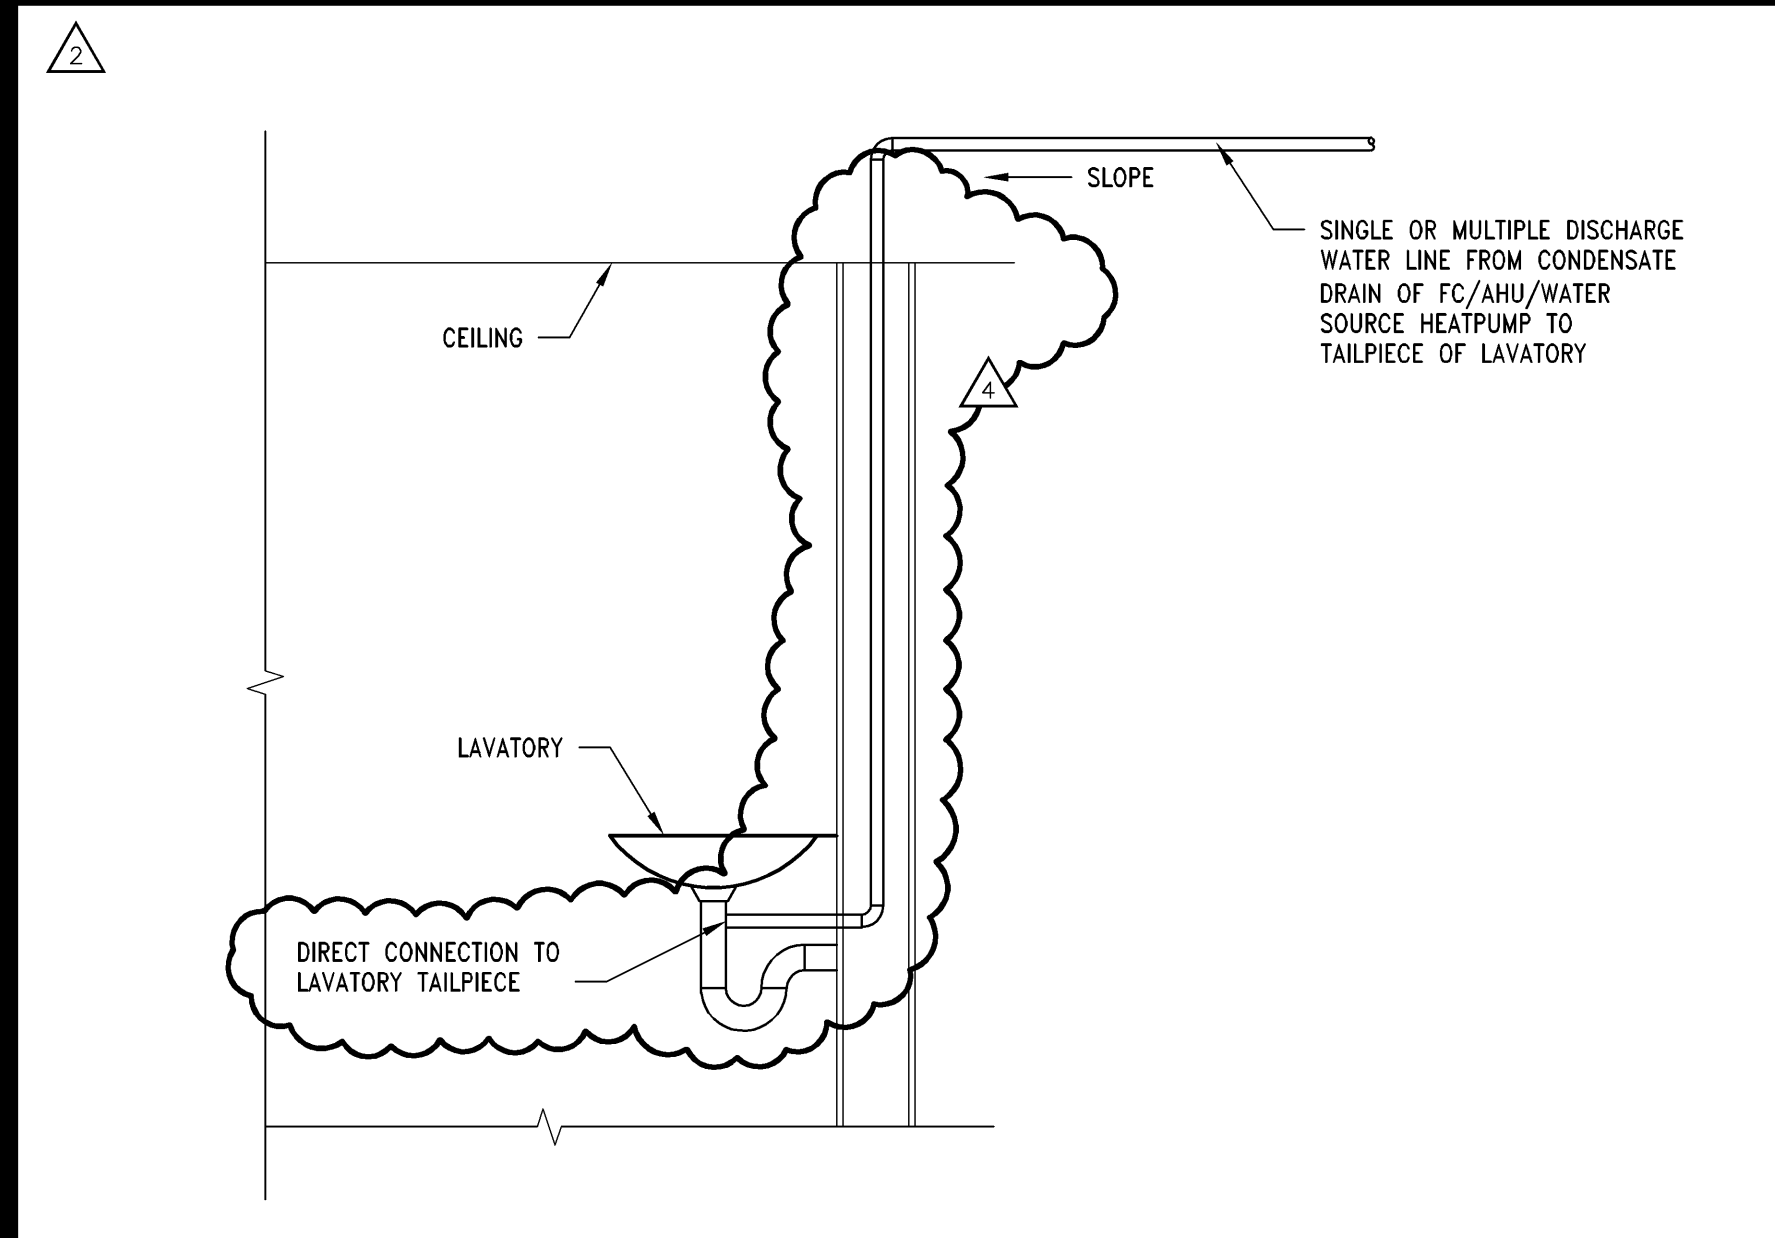 2
SLOPE
SINGLE OR MULTIPLE DISCHARGE
WATER LINE FROM CONDENSATE
DRAIN OF FC/AHU/WATER
SOURCE HEATPUMP TO
TAILPIECE OF LAVATORY
CEILING
4
LAVATORY
DIRECT CONNECTION TO
LAVATORY TAILPIECE